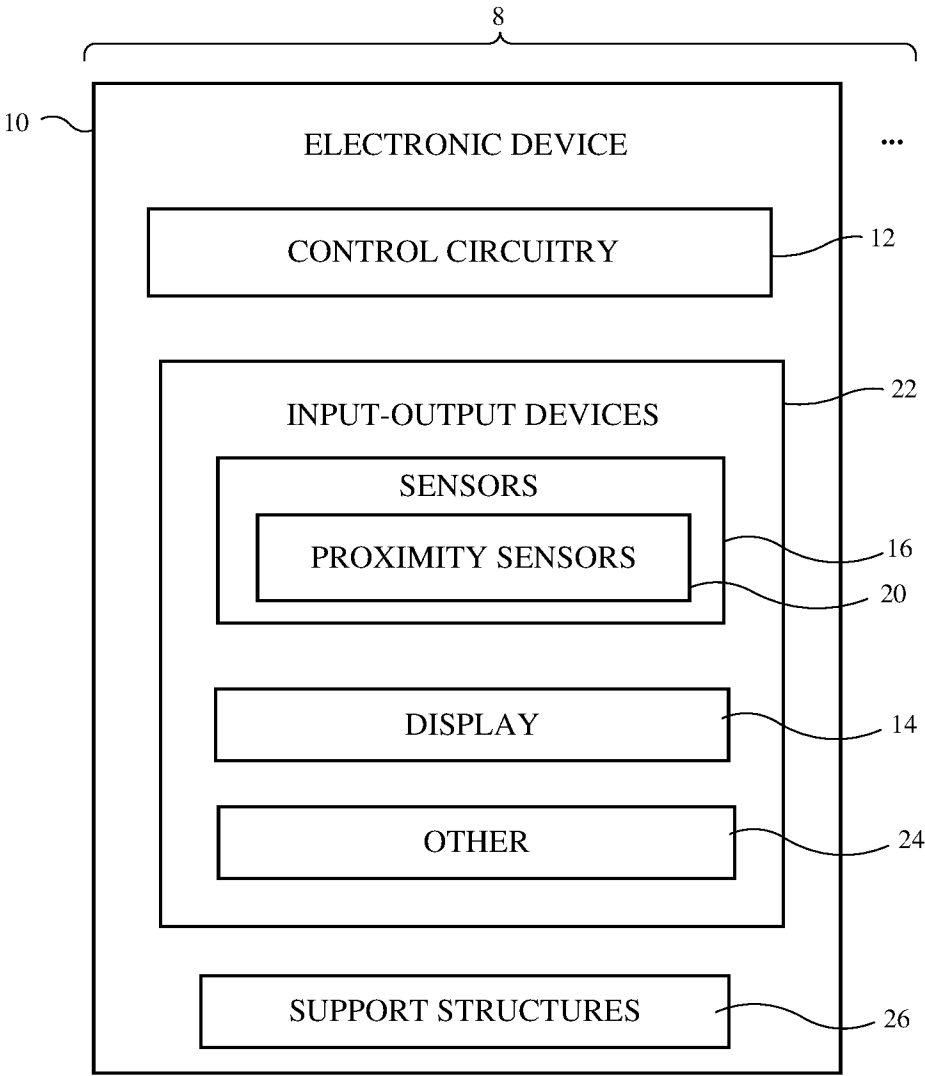 8
10
ELECTRONIC DEVICE
...
CONTROL CIRCUITRY
12
22
INPUT-OUTPUT DEVICES
SENSORS
PROXIMITY SENSORS
16
20
DISPLAY
14
OTHER
24
SUPPORT STRUCTURES
26